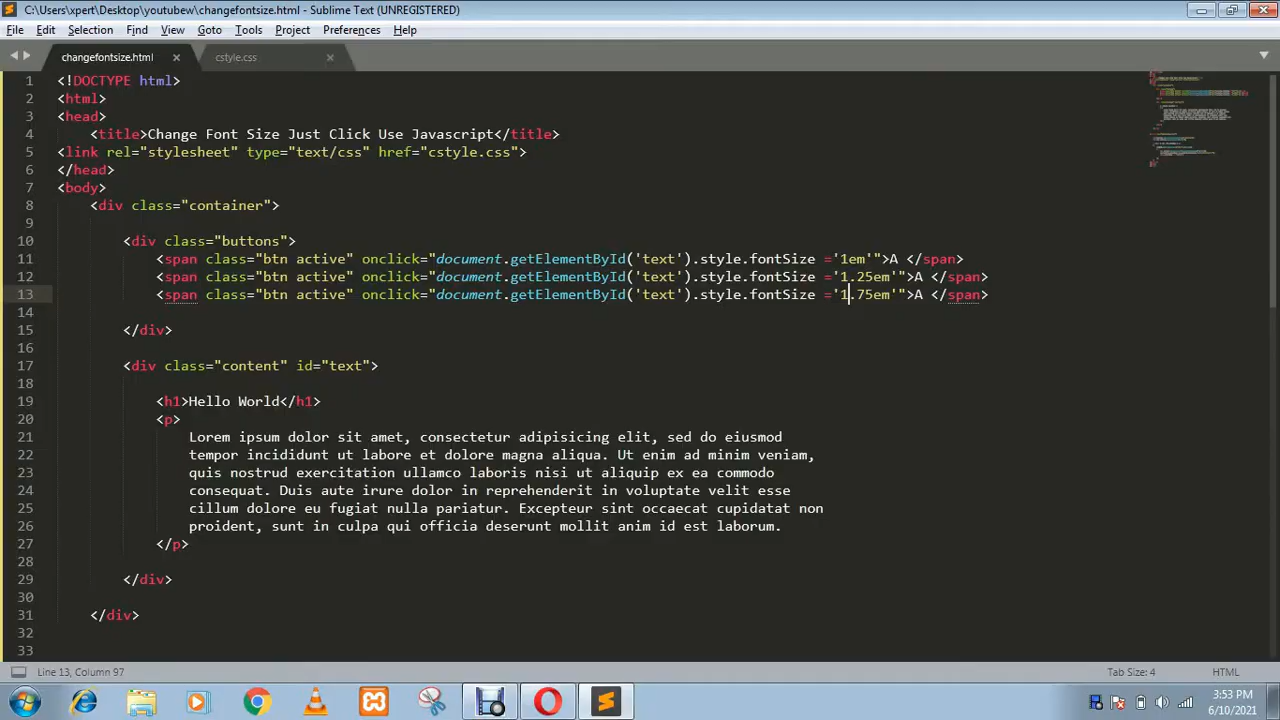 C:\Users\xpert\Desktop\youtubew\changefontsize.html - Sublime Text (UNREGISTERED)
File Edit Selection Find View Goto Tools Project Preferences Help
changefontsize.html cstyle.css
1 <!DOCTYPE html>
2 <html>
3 <head>
4 <title>Change Font Size Just Click Use Javascript</title>
5 <link rel="stylesheet" type="text/css" href="cstyle.css">
6 </head>
7 <body>
8 <div class="container">
9
10 <div class="buttons">
11 <span class="btn active" onclick="document.getElementById('text').style.fontSize ='1em'">A </span>
12 <span class="btn active" onclick="document.getElementById('text').style.fontSize ='1.25em'">A </span>
13 <span class="btn active" onclick="document.getElementById('text').style.fontSize ='1.75em'">A </span>
14
15 </div>
16
17 <div class="content" id="text">
18
19 <h1>Hello World</h1>
20 <p>
21 Lorem ipsum dolor sit amet, consectetur adipisicing elit, sed do eiusmod
22 tempor incididunt ut labore et dolore magna aliqua. Ut enim ad minim veniam,
23 quis nostrud exercitation ullamco laboris nisi ut aliquip ex ea commodo
24 consequat. Duis aute irure dolor in reprehenderit in voluptate velit esse
25 cillum dolore eu fugiat nulla pariatur. Excepteur sint occaecat cupidatat non
26 proident, sunt in culpa qui officia deserunt mollit anim id est laborum.
27 </p>
28
29 </div>
30
31 </div>
32
33
Line 13, Column 97 Tab Size: 4 HTML
3:53 PM
6/10/2021